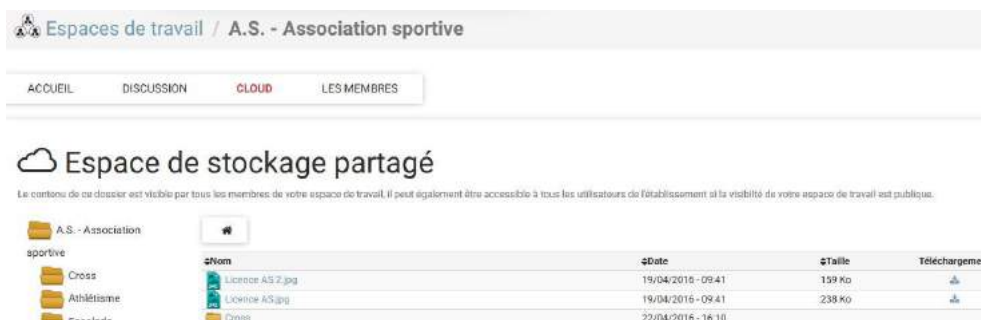 Espaces de travail / A.S. - Association sportive
ACCUEIL DISCUSSION CLOUD LES MEMBRES
Espace de stockage partagé
Le contenu de ce dossier est visible par tous les membres de votre espace de travail, il peut également être accessible à tous les utilisateurs de l'établissement si la visibilité de votre espace de travail est publique.
A.S. - Association
sportive
Nom Date Taille Téléchargeme
Cross
Licence AS 2.jpg 19/04/2016 - 09:41 159 Ko
Athlétisme
Licence AS.jpg 19/04/2016 - 09:41 238 Ko
Escalade
Cross 22/04/2016 - 16:10